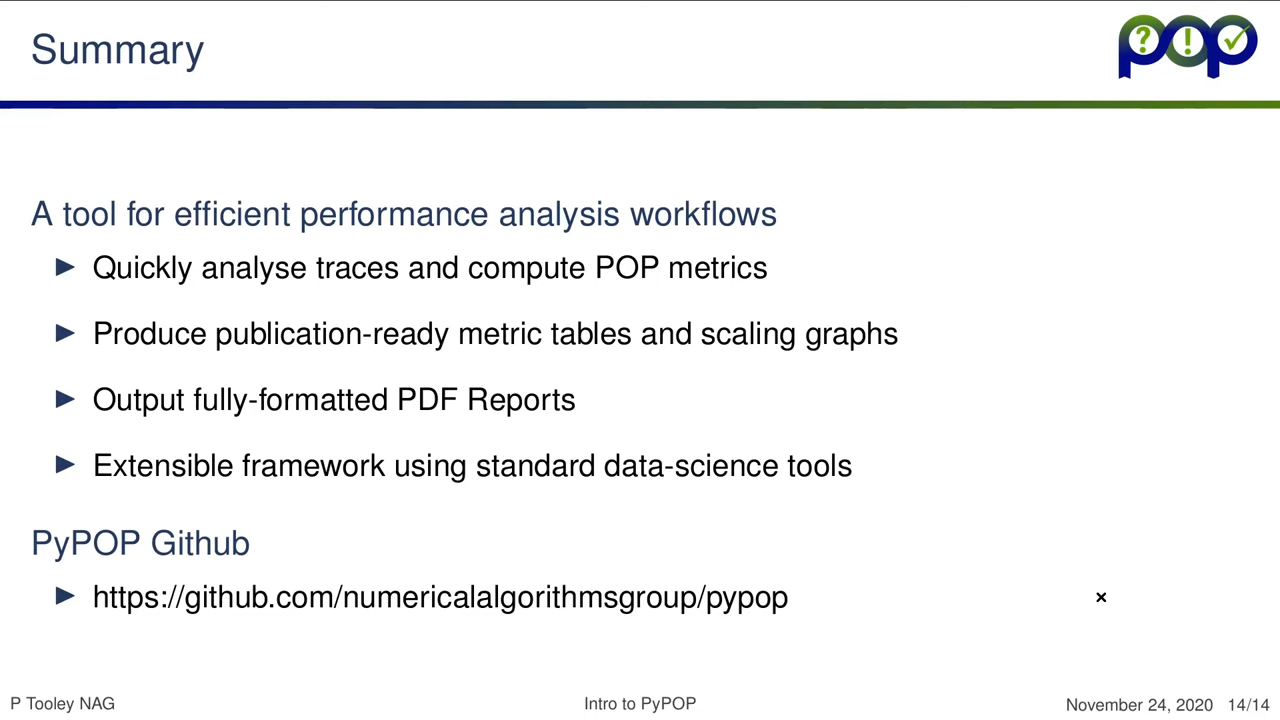 Summary
pop
A tool for efficient performance analysis workflows
Quickly analyse traces and compute POP metrics
Produce publication-ready metric tables and scaling graphs
Output fully-formatted PDF Reports
Extensible framework using standard data-science tools
PyPOP Github
https://github.com/numericalalgorithmsgroup/pypop
P Tooley NAG
Intro to PyPOP
November 24, 2020 14/14